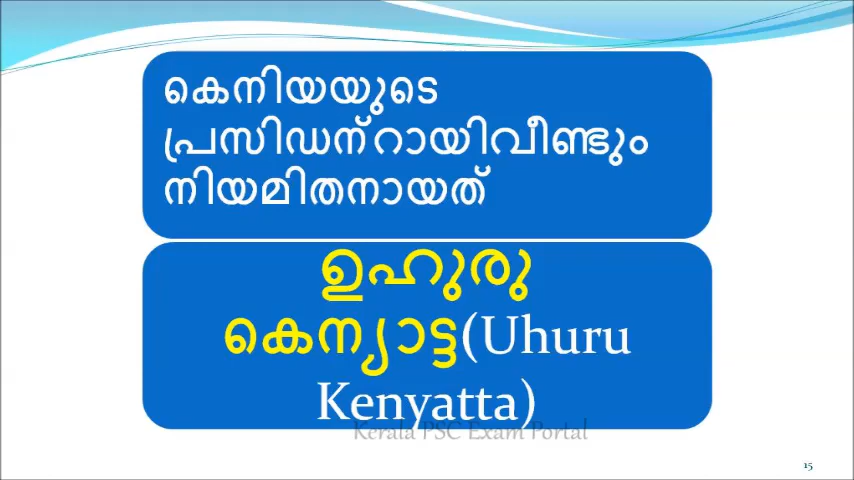 കെനിയയുടെ
പ്രസിഡന്റായിവീണ്ടും
നിയമിതനായത്
ഉഹുരു
കെന്യാട്ട(Uhuru
Kenyatta)
Kerala PSC Exam Portal
15